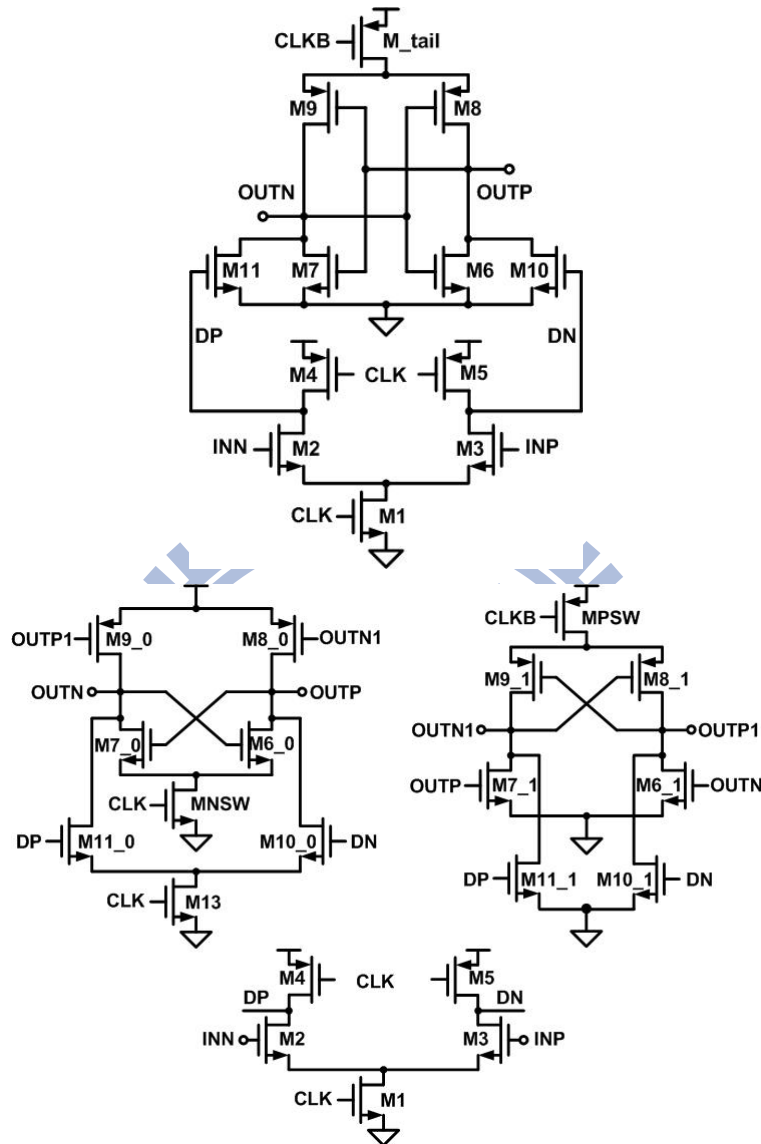 CLKB M_tail
M9 M8
OUTN OUTP
M11 M7 M6 M10
DP DN
M4 CLK M5
INN M2 M3 INP
CLK M1
OUTP1 M9_0 M8_0 OUTN1
OUTN OUTP
M7_0 M6_0
CLK MNSW
DP M11_0 M10_0 DN
CLK M13
CLKB MPSW
M9_1 M8_1
OUTN1 OUTP1
OUTP M7_1 M6_1 OUTN
DP M11_1 M10_1 DN
M4 CLK M5
DP DN
INN M2 M3 INP
CLK M1